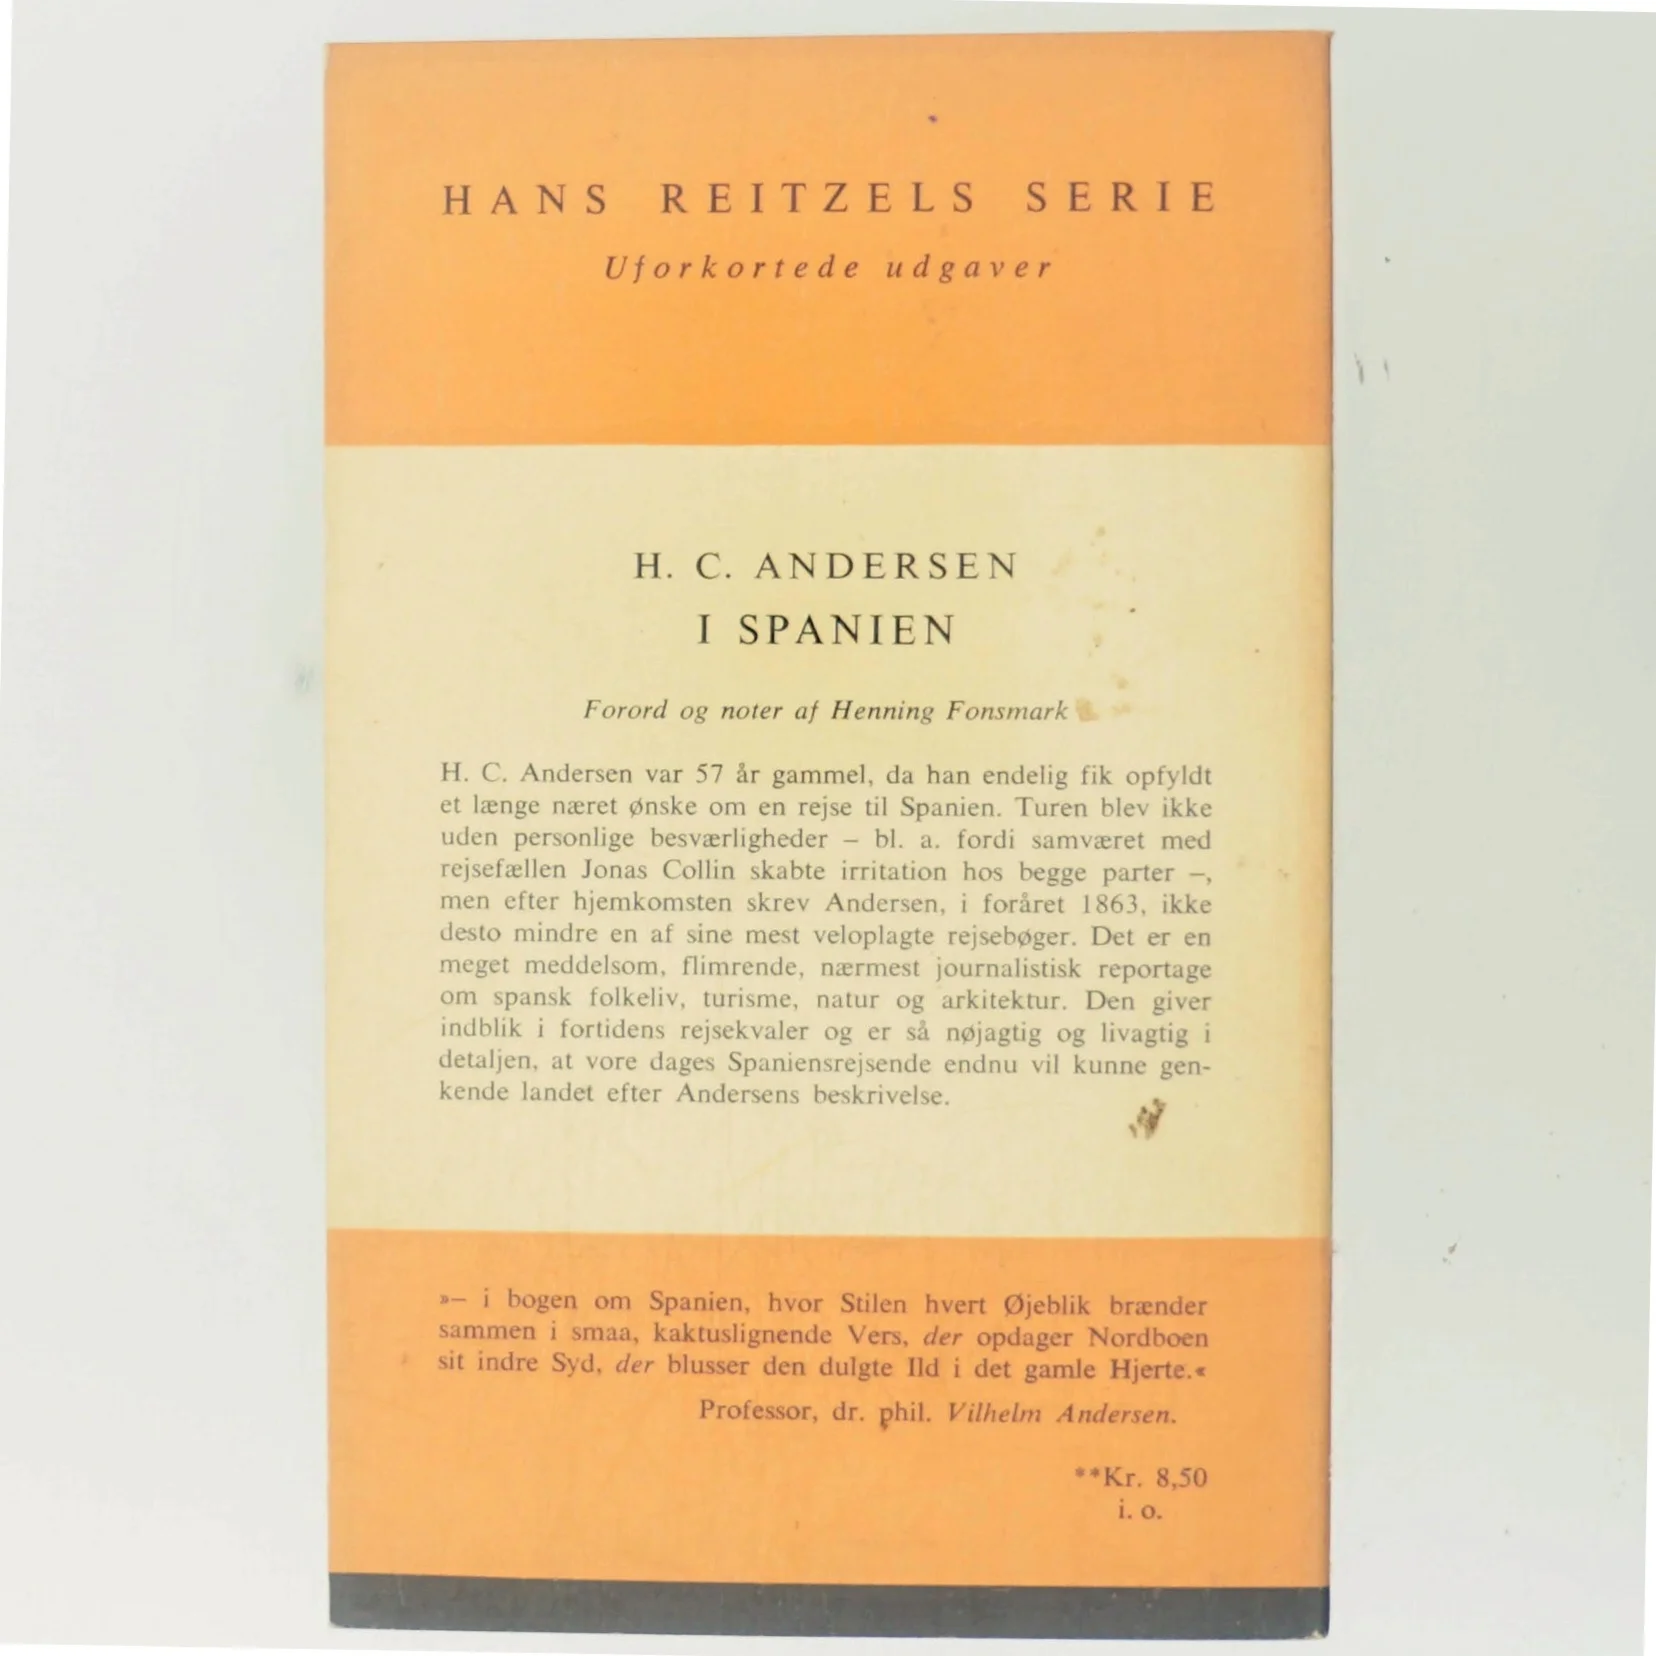 HANS REITZELS SERIE
Uforkortede udgaver
H. C. ANDERSEN
I SPANIEN
Forord og noter af Henning Fonsmark
H. C. Andersen var 57 år gammel, da han endelig fik opfyldt
et længe næret ønske om en rejse til Spanien. Turen blev ikke
uden personlige besværligheder – bl. a. fordi samværet med
rejsefællen Jonas Collin skabte irritation hos begge parter –,
men efter hjemkomsten skrev Andersen, i foråret 1863, ikke
desto mindre en af sine mest veloplagte rejsebøger. Det er en
meget meddelsom, flimrende, nærmest journalistisk reportage
om spansk folkeliv, turisme, natur og arkitektur. Den giver
indblik i fortidens rejsekvaler og er så nøjagtig og livagtig i
detaljen, at vore dages Spaniensrejsende endnu vil kunne gen-
kende landet efter Andersens beskrivelse.
»– i bogen om Spanien, hvor Stilen hvert Øjeblik brænder
sammen i smaa, kaktuslignende Vers, der opdager Nordboen
sit indre Syd, der blusser den dulgte Ild i det gamle Hjerte.«
Professor, dr. phil. Vilhelm Andersen.
**Kr. 8,50
i. o.